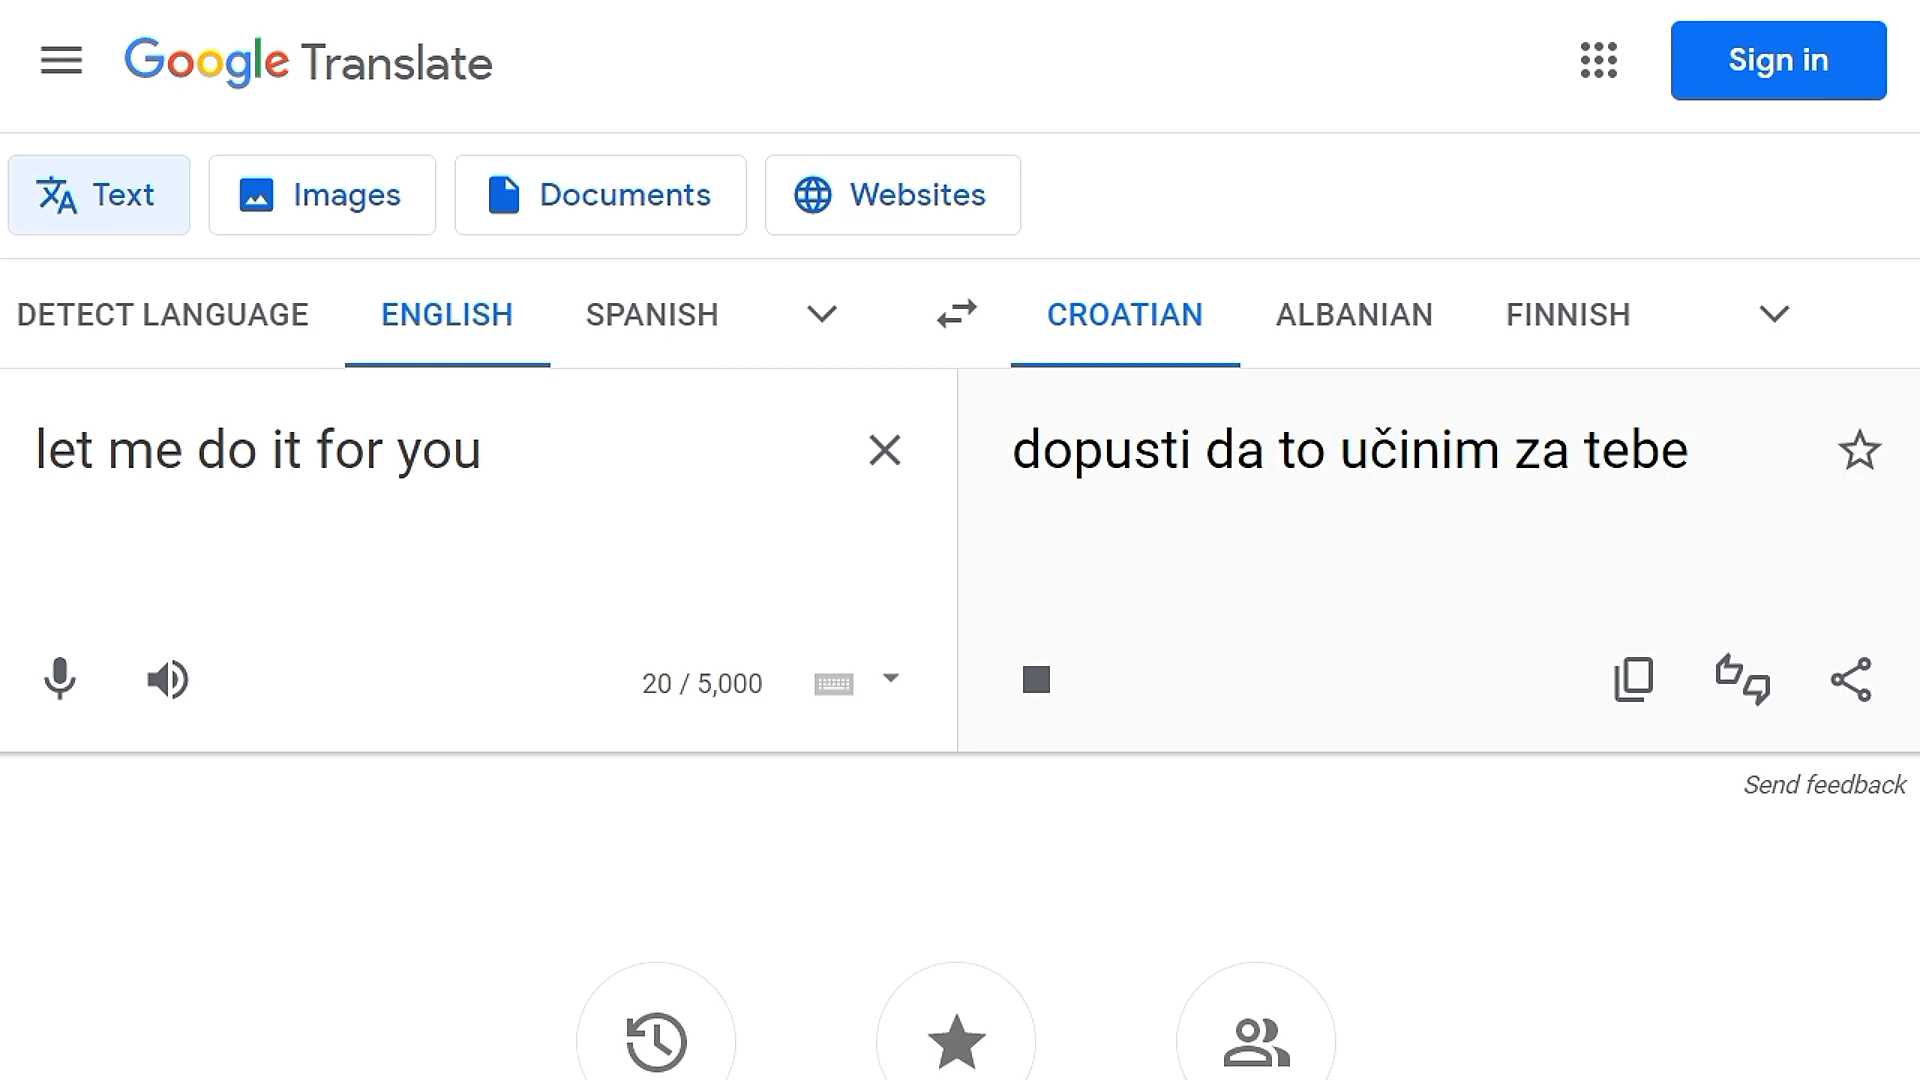 Google Translate
Sign in
Text
Images
Documents
Websites
DETECT LANGUAGE
ENGLISH
SPANISH
CROATIAN
ALBANIAN
FINNISH
let me do it for you
dopusti da to učinim za tebe
20 / 5,000
Send feedback